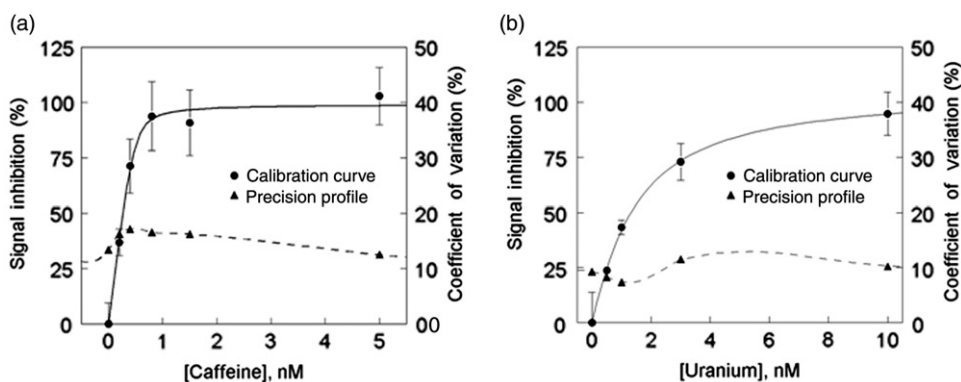 (a)
125
100
75
50
25
0
Signal inhibition (%)
50
40
30
20
10
00
Coefficient of variation (%)
Calibration curve
Precision profile
0 1 2 3 4 5
[Caffeine], nM
(b)
125
100
75
50
25
0
Signal inhibition (%)
50
40
30
20
10
0
Coefficient of variation (%)
Calibration curve
Precision profile
0 2 4 6 8 10
[Uranium], nM